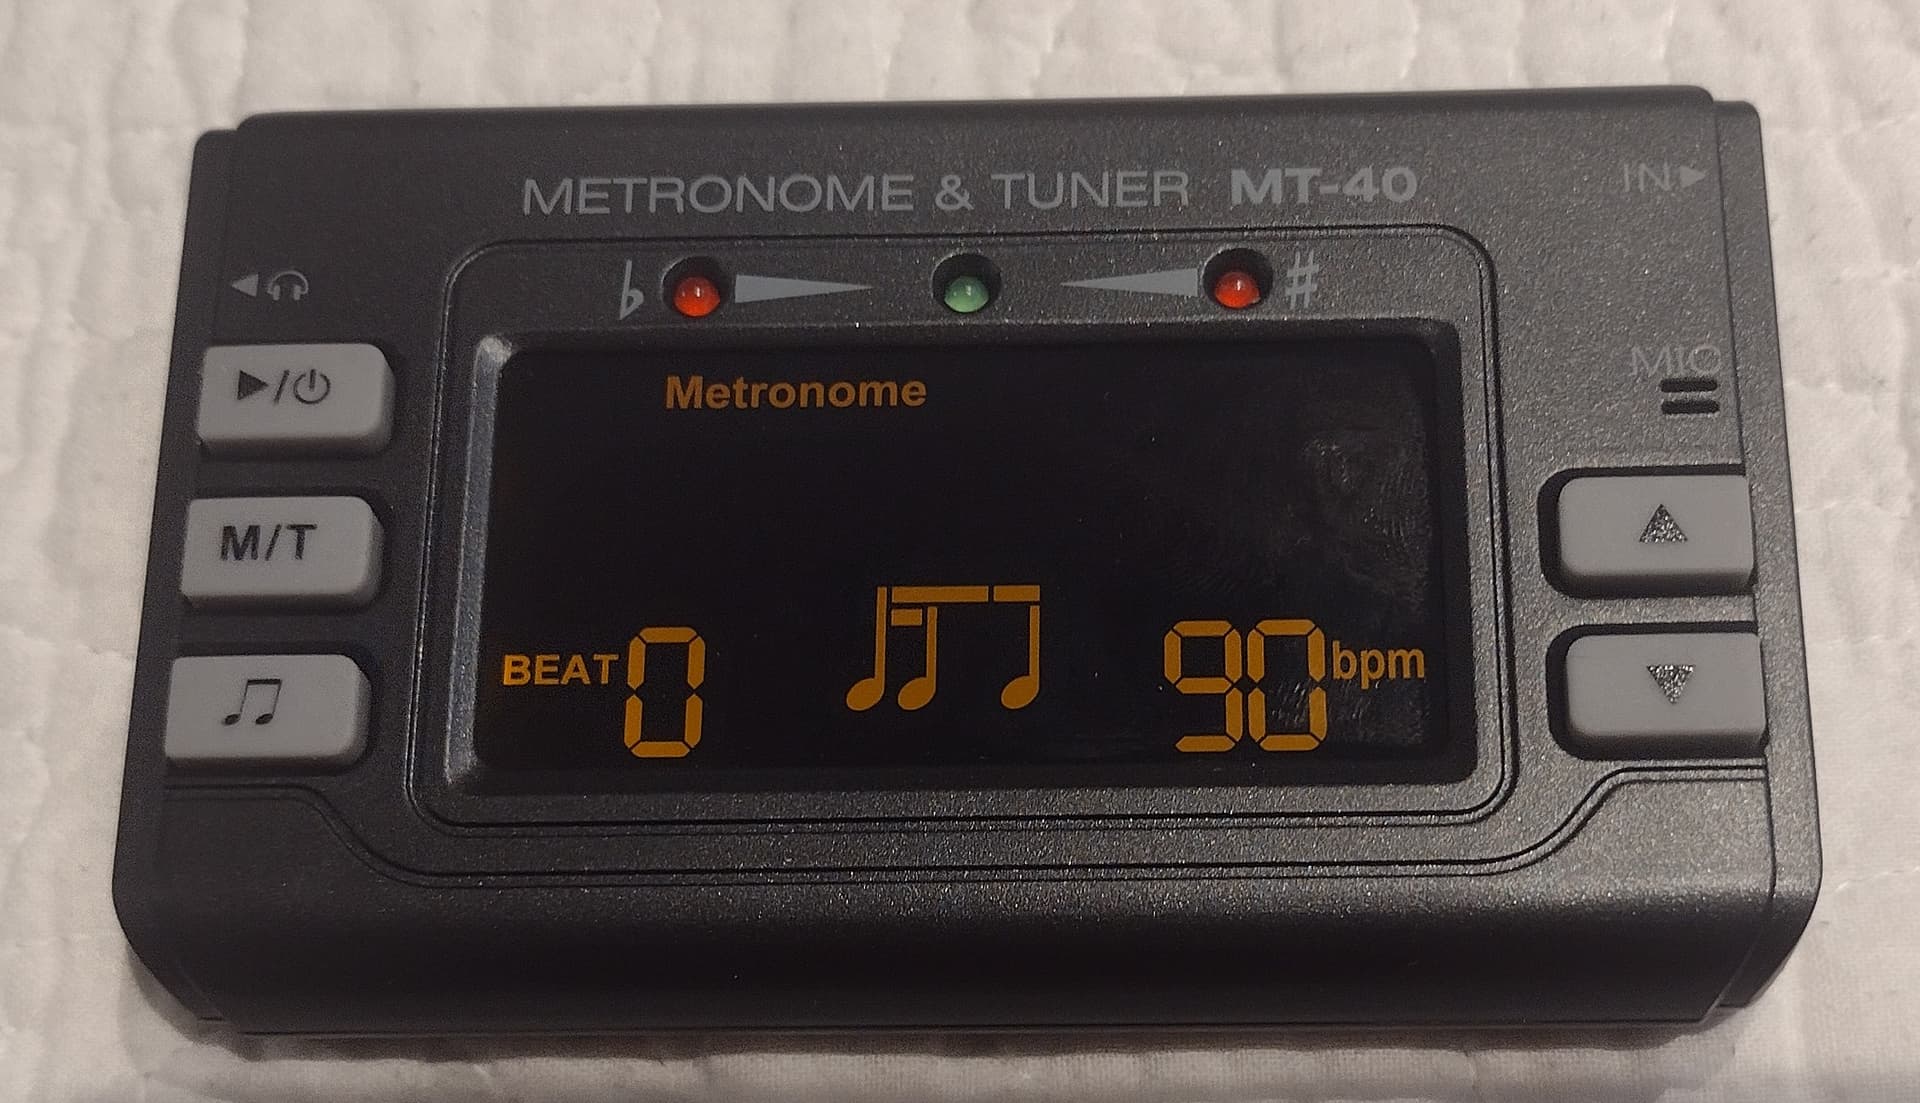 METRONOME & TUNER MT-40
IN
♭ #
MIC
M/T
Metronome
BEAT 0 90 bpm